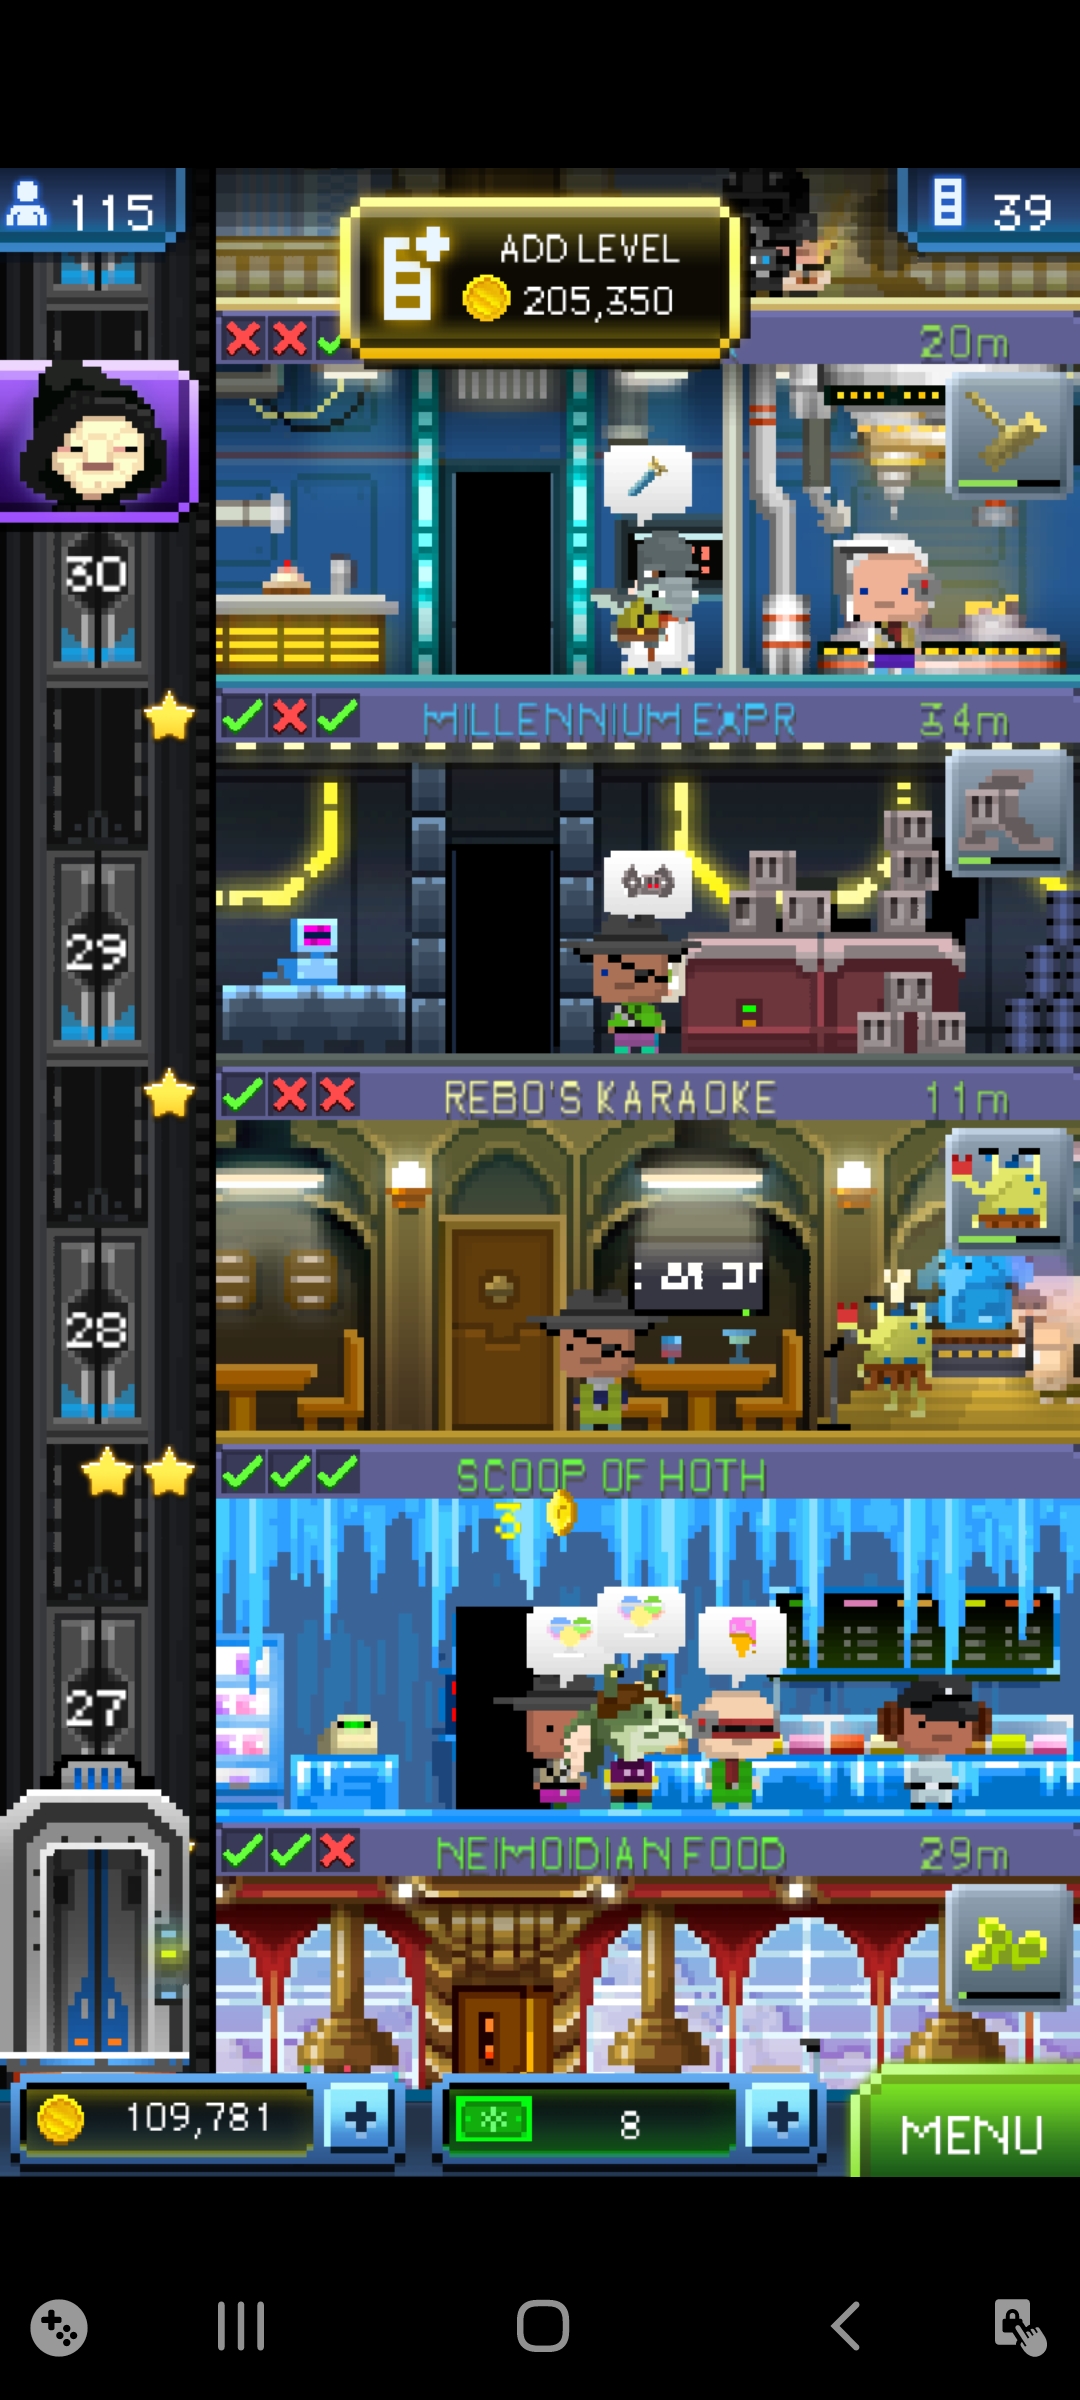 115
ADD LEVEL
205,350
39
20m
30
MILLENNIUM EXPR
34m
29
REBO'S KARAOKE
11m
28
SCOOP OF HOTH
3
27
NEIMOIDIAN FOOD
29m
109,781
8
MENU